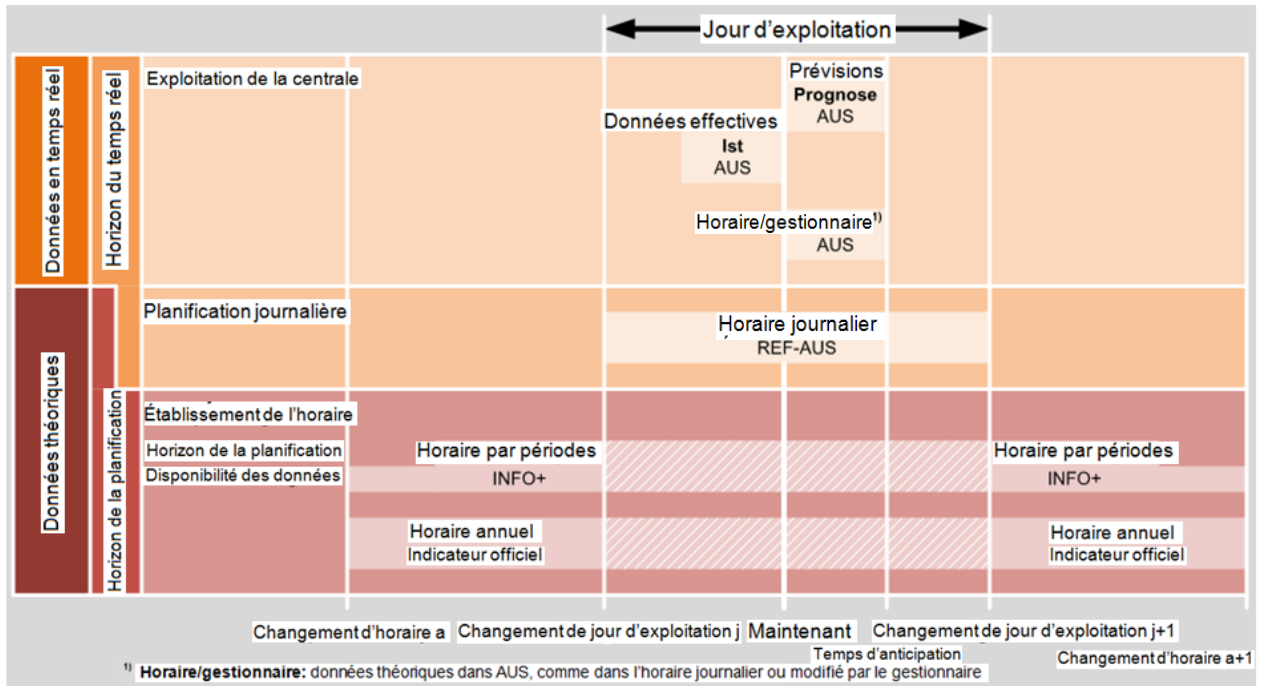 Jour d’exploitation
Données en temps réel
Horizon du temps réel
Exploitation de la centrale
Prévisions
Prognose
AUS
Données effectives
Ist
AUS
Horaire/gestionnaire¹⁾
AUS
Données théoriques
Horizon de la planification
Planification journalière
Horaire journalier
REF-AUS
Établissement de l’horaire
Horizon de la planification
Horaire par périodes
Horaire par périodes
Disponibilité des données
INFO+
INFO+
Horaire annuel
Indicateur officiel
Horaire annuel
Indicateur officiel
Changement d’horaire a
Changement de jour d’exploitation j
Maintenant
Changement de jour d’exploitation j+1
Temps d’anticipation
Changement d’horaire a+1
¹⁾ Horaire/gestionnaire: données théoriques dans AUS, comme dans l’horaire journalier ou modifié par le gestionnaire